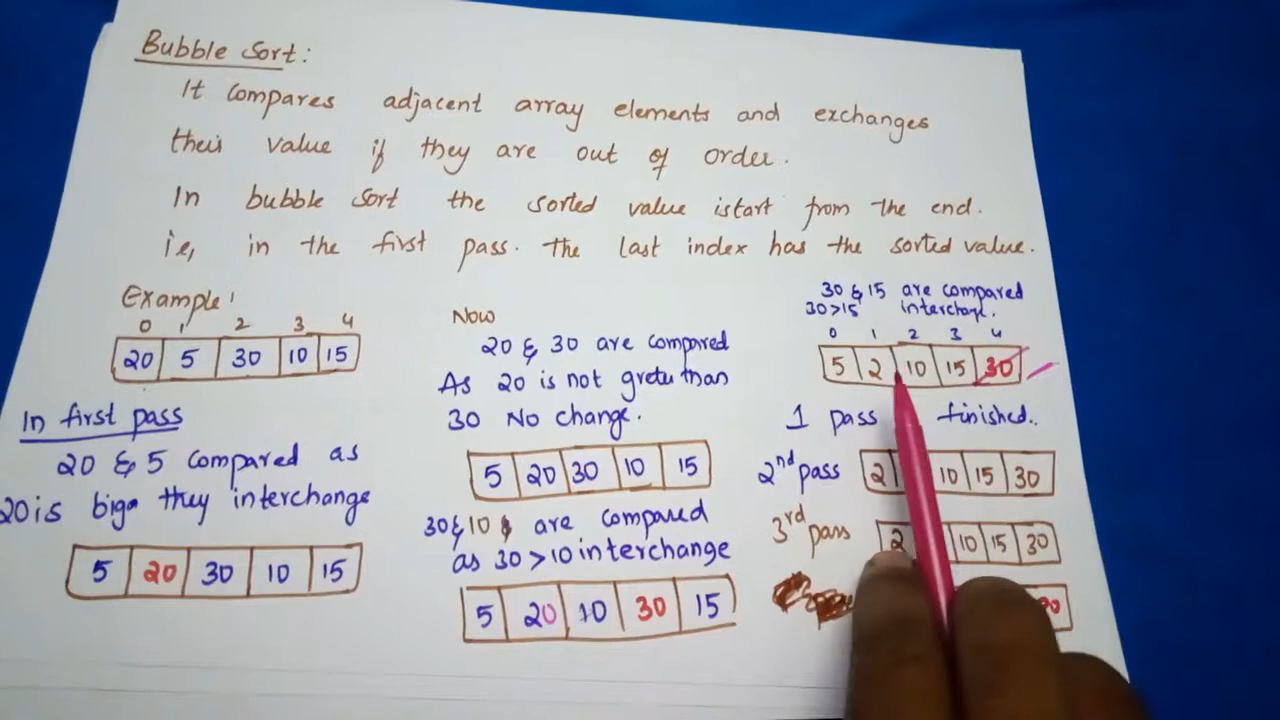 Bubble Sort:
It compares adjacent array elements and exchanges
their value if they are out of order.
In bubble sort the sorted value istart from the end.
i.e, in the first pass. The last index has the sorted value.
Example!
0 1 2 3 4
20 5 30 10 15
In first pass
20 & 5 compared as
20 is bige they interchange
5 20 30 10 15
Now
20 & 30 are compared
As 20 is not gretu than
30 No change.
5 20 30 10 15
30 & 10 are compared
as 30 > 10 interchange
5 20 10 30 15
30 & 15 are compared
30>15 interchange.
0 1 2 3 4
5 2 10 15 30
1 pass finished..
2nd pass 2 10 15 30
3rd pass 2 10 15 30